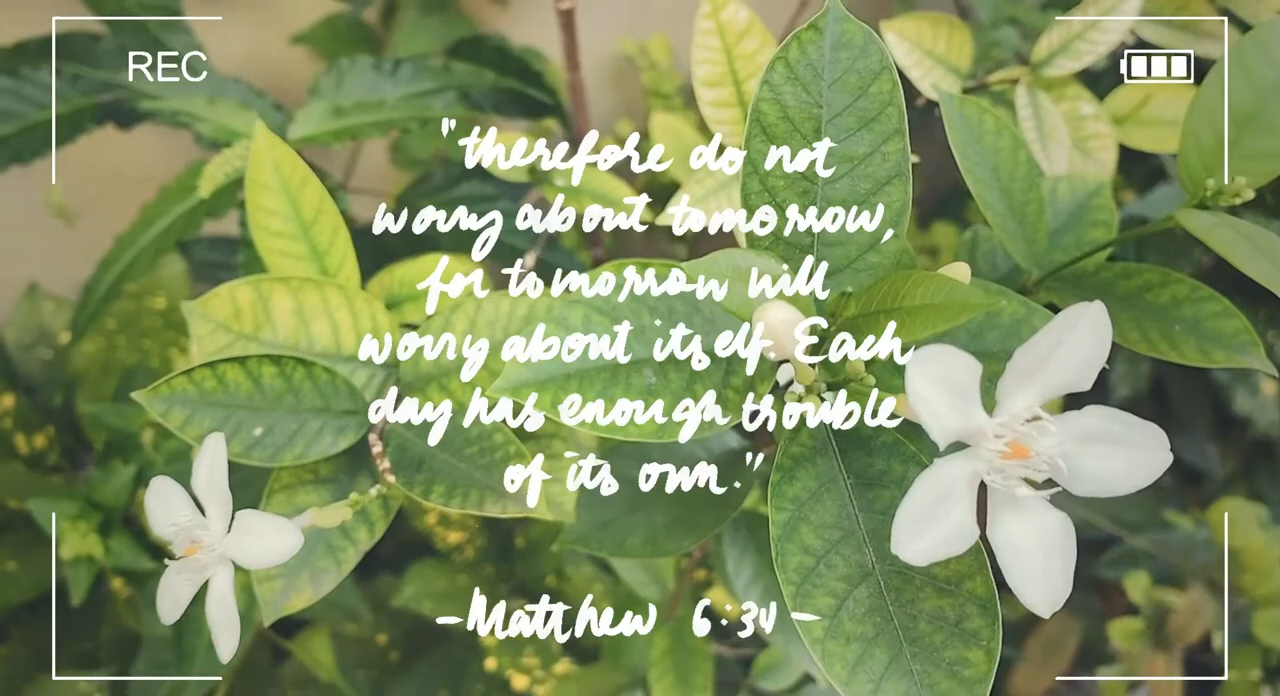 REC
"therefore do not
worry about tomorrow,
for tomorrow will
worry about itself. Each
day has enough trouble
of its own."
-Matthew 6:34-